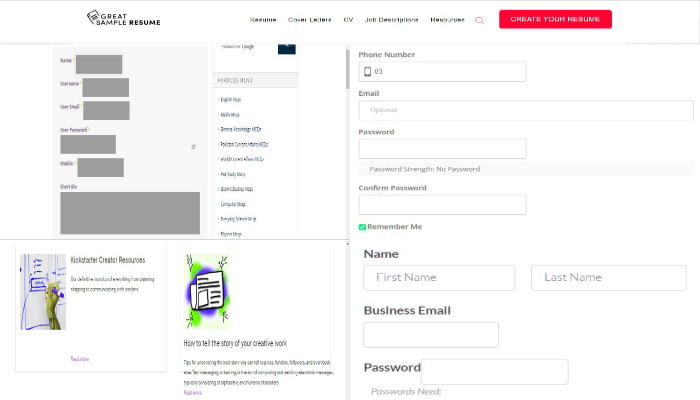 GREAT
SAMPLE RESUME
Resume Cover Letters CV Job Descriptions Resources
CREATE YOUR RESUME
Name *
Username *
User Email *
User Password *
Mobile *
Short Bio
Google
MENU
English Mcqs
Maths Mcqs
General Knowledge MCQs
Pakistan Current Affairs MCQs
World Current Affairs MCQs
Pak Study Mcqs
Islamic Studies Mcqs
Computer Mcqs
Everyday Science Mcqs
Physics Mcqs
Phone Number
03
Email
Optional
Password
Password Strength: No Password
Confirm Password
Remember Me
Name
First Name Last Name
Business Email
Password
Passwords Need:
Kickstarter Creator Resources
Our definitive roundup of everything from planning
shipping to communicating with backers.
Read more
How to tell the story of your creative work
Tips for uncovering the best story you can tell to press, funders, followers, and everybody
else. Text messaging, or texting, is the act of composing and sending electronic messages,
typically consisting of alphabetic and numeric characters
Read more